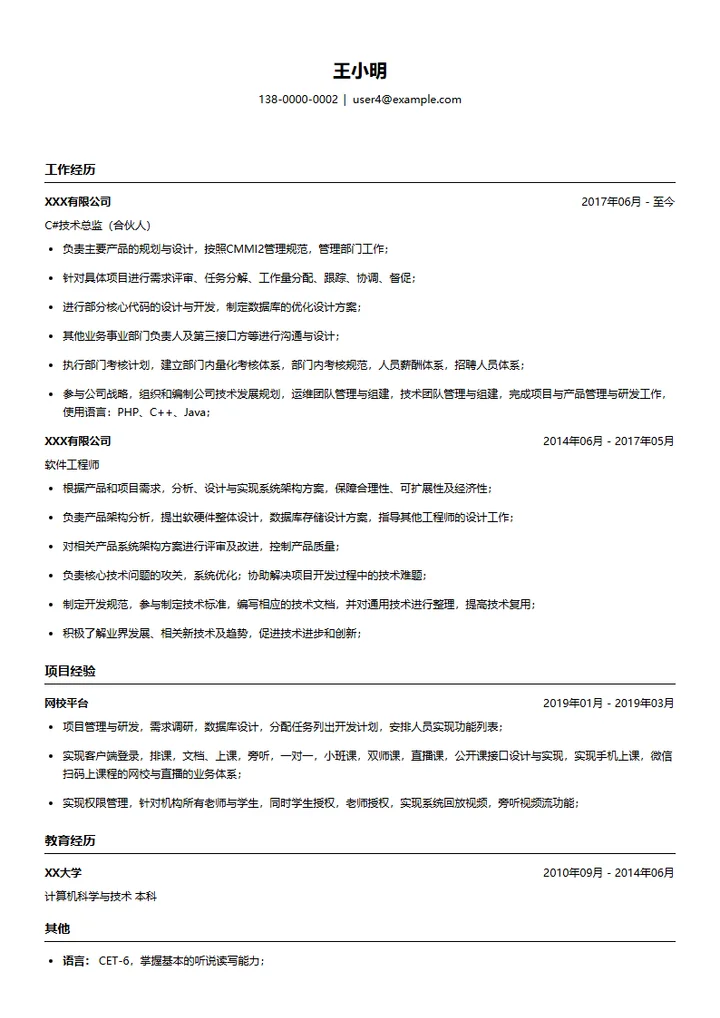 王小明
138-0000-0002 | user4@example.com
工作经历
XXX有限公司 2017年06月 - 至今
C#技术总监（合伙人）
• 负责主要产品的规划与设计，按照CMMI2管理规范，管理部门工作；
• 针对具体项目进行需求评审、任务分解、工作量分配、跟踪、协调、督促；
• 进行部分核心代码的设计与开发，制定数据库的优化设计方案；
• 其他业务事业部门负责人及第三接口方等进行沟通与设计；
• 执行部门考核计划，建立部门内量化考核体系，部门内考核规范，人员薪酬体系，招聘人员体系；
• 参与公司战略，组织和编制公司技术发展规划，运维团队管理与组建，技术团队管理与组建，完成项目与产品管理与研发工作，
使用语言：PHP、C++、Java；
XXX有限公司 2014年06月 - 2017年05月
软件工程师
• 根据产品和项目需求，分析、设计与实现系统架构方案，保障合理性、可扩展性及经济性；
• 负责产品架构分析，提出软硬件整体设计，数据库存储设计方案，指导其他工程师的设计工作；
• 对相关产品系统架构方案进行评审及改进，控制产品质量；
• 负责核心技术问题的攻关，系统优化；协助解决项目开发过程中的技术难题；
• 制定开发规范，参与制定技术标准，编写相应的技术文档，并对通用技术进行整理，提高技术复用；
• 积极了解业界发展、相关新技术及趋势，促进技术进步和创新；
项目经验
网校平台 2019年01月 - 2019年03月
• 项目管理与研发，需求调研，数据库设计，分配任务列出开发计划，安排人员实现功能列表；
• 实现客户端登录，排课，文档、上课，旁听，一对一，小班课，双师课，直播课，公开课接口设计与实现，实现手机上课，微信
扫码上课程的网校与直播的业务体系；
• 实现权限管理，针对机构所有老师与学生，同时学生授权，老师授权，实现系统回放视频，旁听视频流功能；
教育经历
XX大学 2010年09月 - 2014年06月
计算机科学与技术 本科
其他
• 语言： CET-6，掌握基本的听说读写能力；